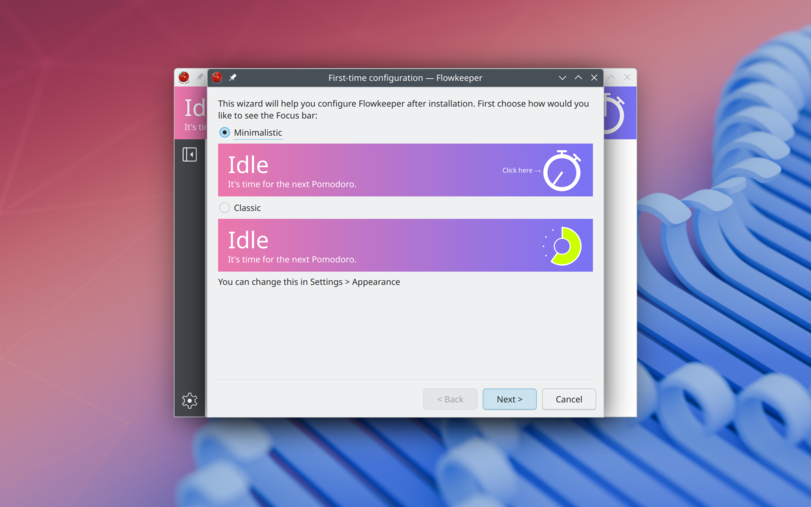 First-time configuration — Flowkeeper
Id
It's ti
This wizard will help you configure Flowkeeper after installation. First choose how would you
like to see the Focus bar:
Minimalistic
Idle
It's time for the next Pomodoro.
Click here →
Classic
Idle
It's time for the next Pomodoro.
You can change this in Settings > Appearance
< Back
Next >
Cancel